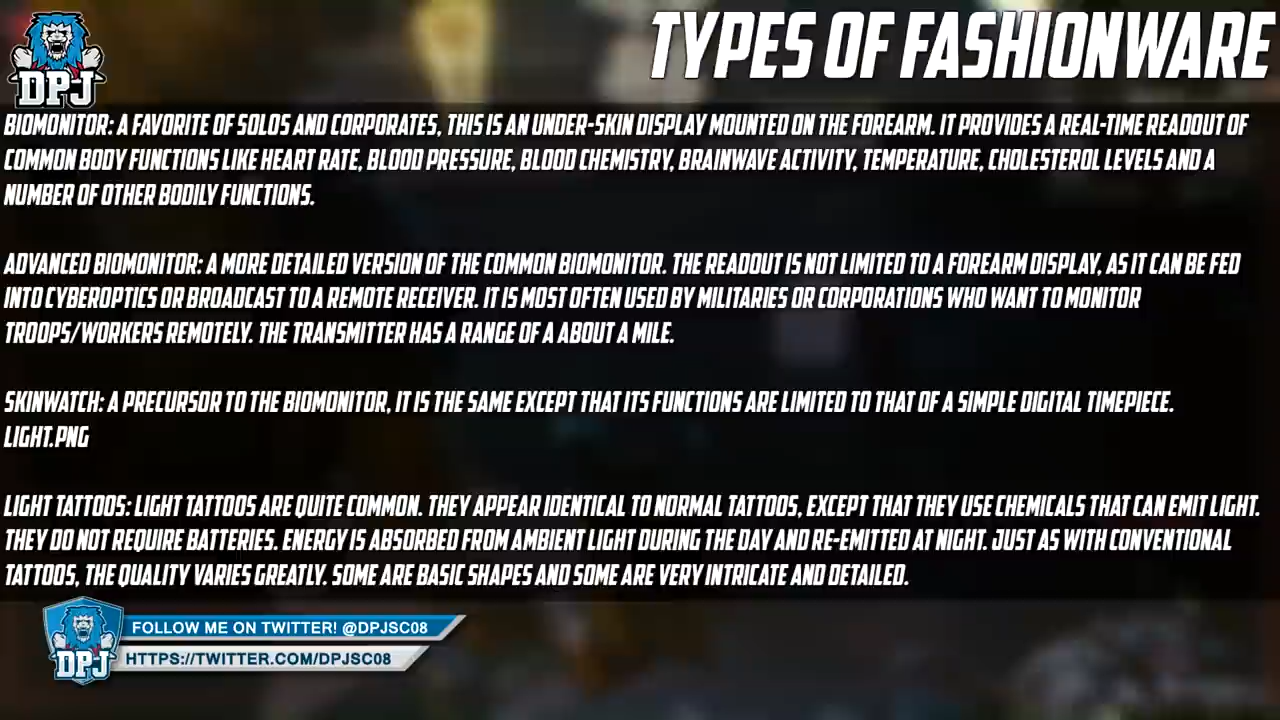 DPJ
TYPES OF FASHIONWARE
BIOMONITOR: A FAVORITE OF SOLOS AND CORPORATES, THIS IS AN UNDER-SKIN DISPLAY MOUNTED ON THE FOREARM. IT PROVIDES A REAL-TIME READOUT OF
COMMON BODY FUNCTIONS LIKE HEART RATE, BLOOD PRESSURE, BLOOD CHEMISTRY, BRAINWAVE ACTIVITY, TEMPERATURE, CHOLESTEROL LEVELS AND A
NUMBER OF OTHER BODILY FUNCTIONS.
ADVANCED BIOMONITOR: A MORE DETAILED VERSION OF THE COMMON BIOMONITOR. THE READOUT IS NOT LIMITED TO A FOREARM DISPLAY, AS IT CAN BE FED
INTO CYBEROPTICS OR BROADCAST TO A REMOTE RECEIVER. IT IS MOST OFTEN USED BY MILITARIES OR CORPORATIONS WHO WANT TO MONITOR
TROOPS/WORKERS REMOTELY. THE TRANSMITTER HAS A RANGE OF A ABOUT A MILE.
SKINWATCH: A PRECURSOR TO THE BIOMONITOR, IT IS THE SAME EXCEPT THAT ITS FUNCTIONS ARE LIMITED TO THAT OF A SIMPLE DIGITAL TIMEPIECE.
LIGHT.PNG
LIGHT TATTOOS: LIGHT TATTOOS ARE QUITE COMMON. THEY APPEAR IDENTICAL TO NORMAL TATTOOS, EXCEPT THAT THEY USE CHEMICALS THAT CAN EMIT LIGHT.
THEY DO NOT REQUIRE BATTERIES. ENERGY IS ABSORBED FROM AMBIENT LIGHT DURING THE DAY AND RE-EMITTED AT NIGHT. JUST AS WITH CONVENTIONAL
TATTOOS, THE QUALITY VARIES GREATLY. SOME ARE BASIC SHAPES AND SOME ARE VERY INTRICATE AND DETAILED.
FOLLOW ME ON TWITTER! @DPJSC08
DPJ
HTTPS://TWITTER.COM/DPJSC08